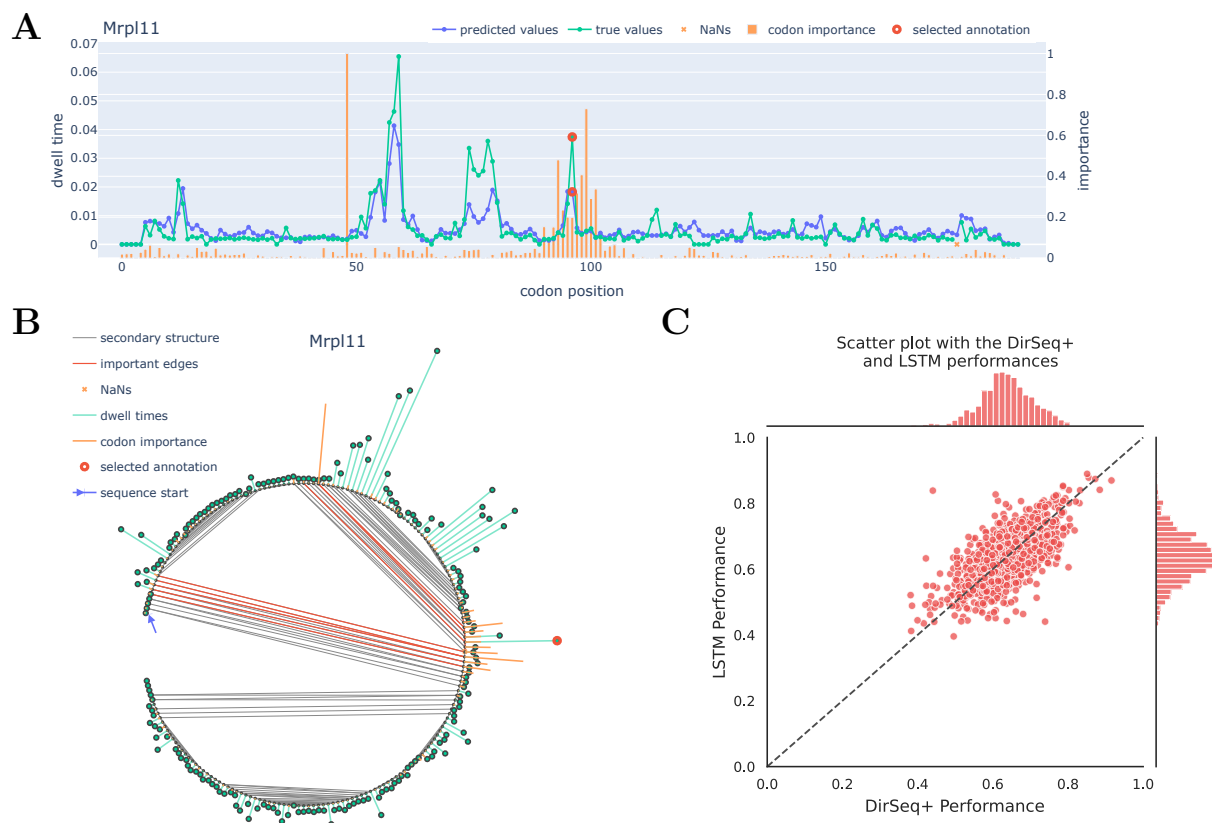 A
Mrpl11
predicted values true values NaNs codon importance selected annotation
dwell time
0.07
0.06
0.05
0.04
0.03
0.02
0.01
0
1
0.8
0.6
0.4
0.2
0
importance
0 50 100 150
codon position
B
Mrpl11
secondary structure
important edges
NaNs
dwell times
codon importance
selected annotation
sequence start
C
Scatter plot with the DirSeq+
and LSTM performances
LSTM Performance
1.0
0.8
0.6
0.4
0.2
0.0
0.0 0.2 0.4 0.6 0.8 1.0
DirSeq+ Performance